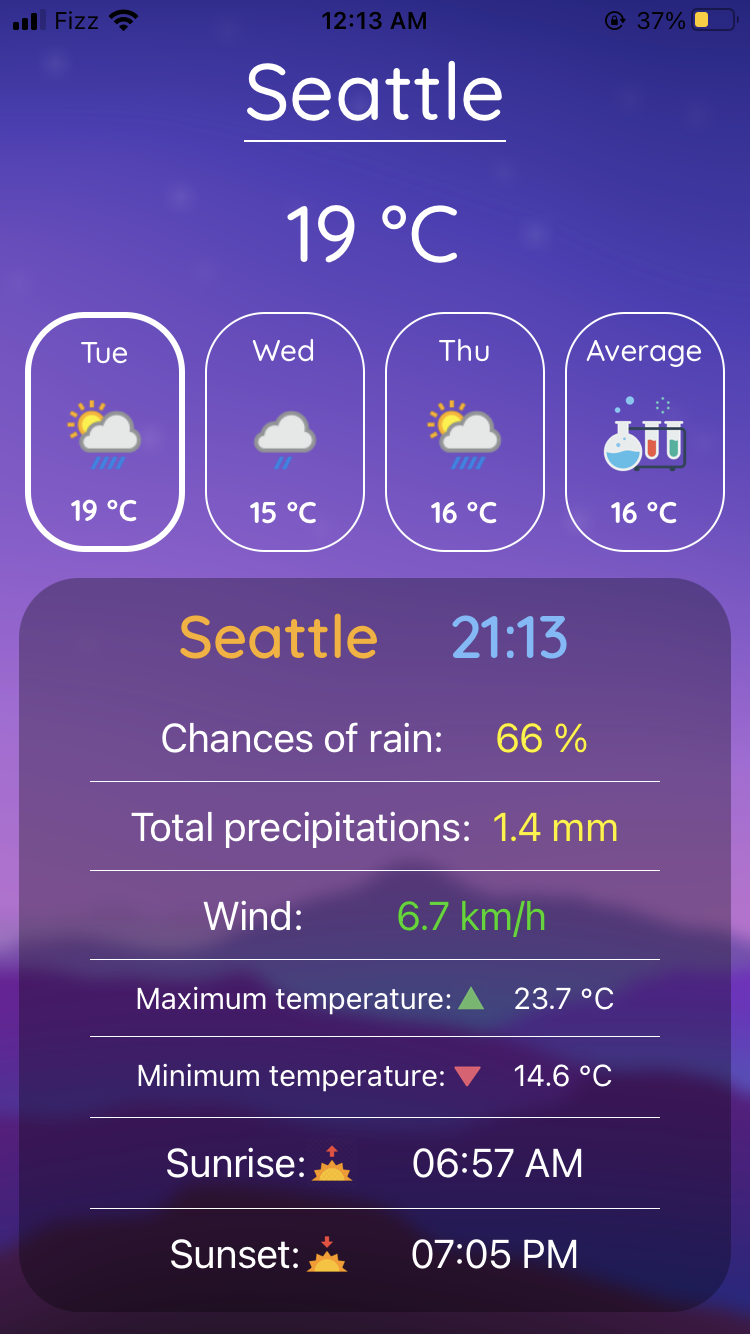 Fizz 12:13 AM 37%
Seattle
19 °C
Tue Wed Thu Average
19 °C 15 °C 16 °C 16 °C
Seattle 21:13
Chances of rain: 66 %
Total precipitations: 1.4 mm
Wind: 6.7 km/h
Maximum temperature: 23.7 °C
Minimum temperature: 14.6 °C
Sunrise: 06:57 AM
Sunset: 07:05 PM